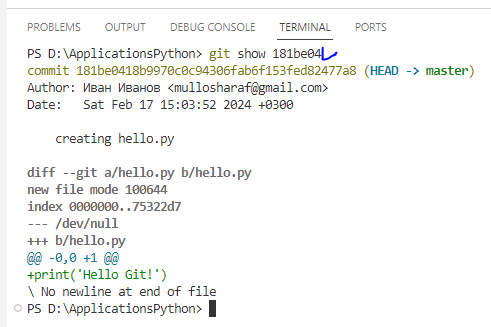 PROBLEMS OUTPUT DEBUG CONSOLE TERMINAL PORTS
PS D:\ApplicationsPython> git show 181be04
commit 181be0418b9970c0c94306fab6f153fed82477a8 (HEAD -> master)
Author: Иван Иванов <mullosharaf@gmail.com>
Date:   Sat Feb 17 15:03:52 2024 +0300
    creating hello.py
diff --git a/hello.py b/hello.py
new file mode 100644
index 0000000..75322d7
--- /dev/null
+++ b/hello.py
@@ -0,0 +1 @@
+print('Hello Git!')
\ No newline at end of file
PS D:\ApplicationsPython>